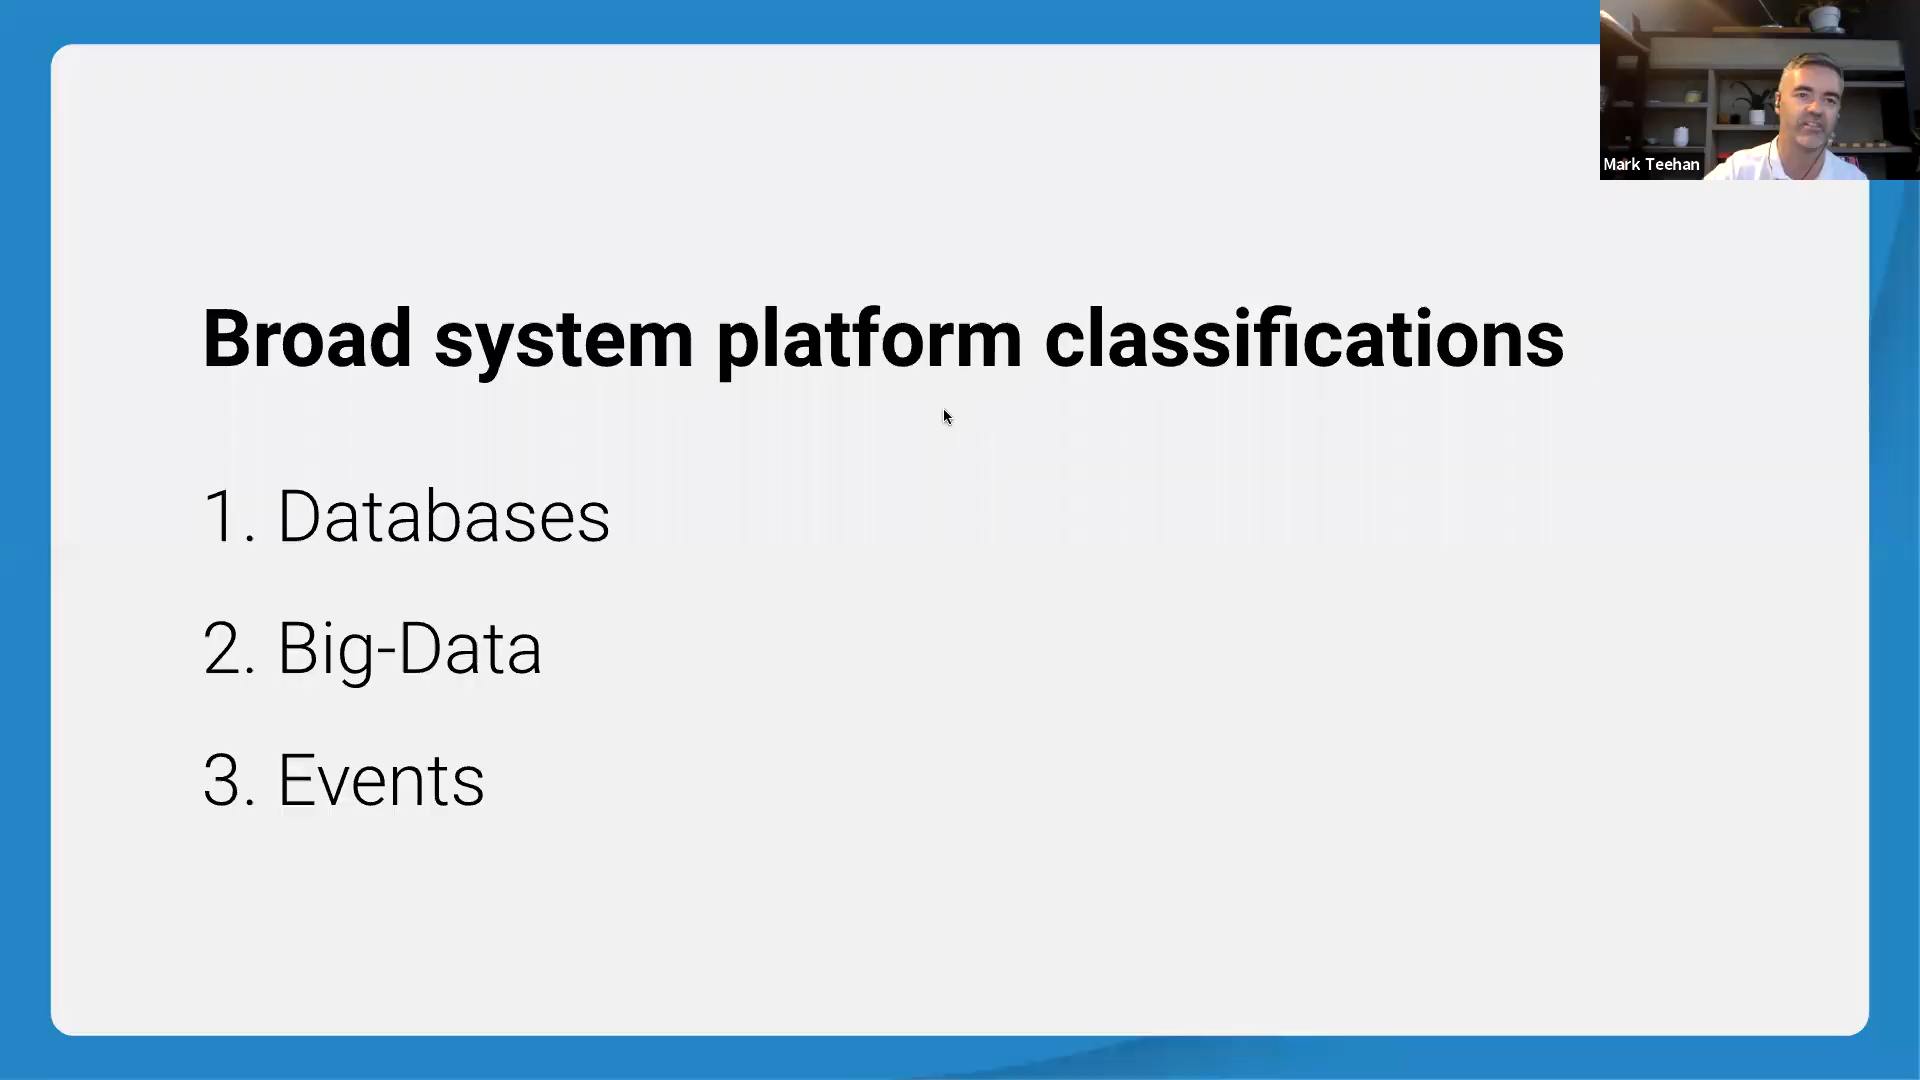 Mark Teehan
Broad system platform classifications
1. Databases
2. Big-Data
3. Events